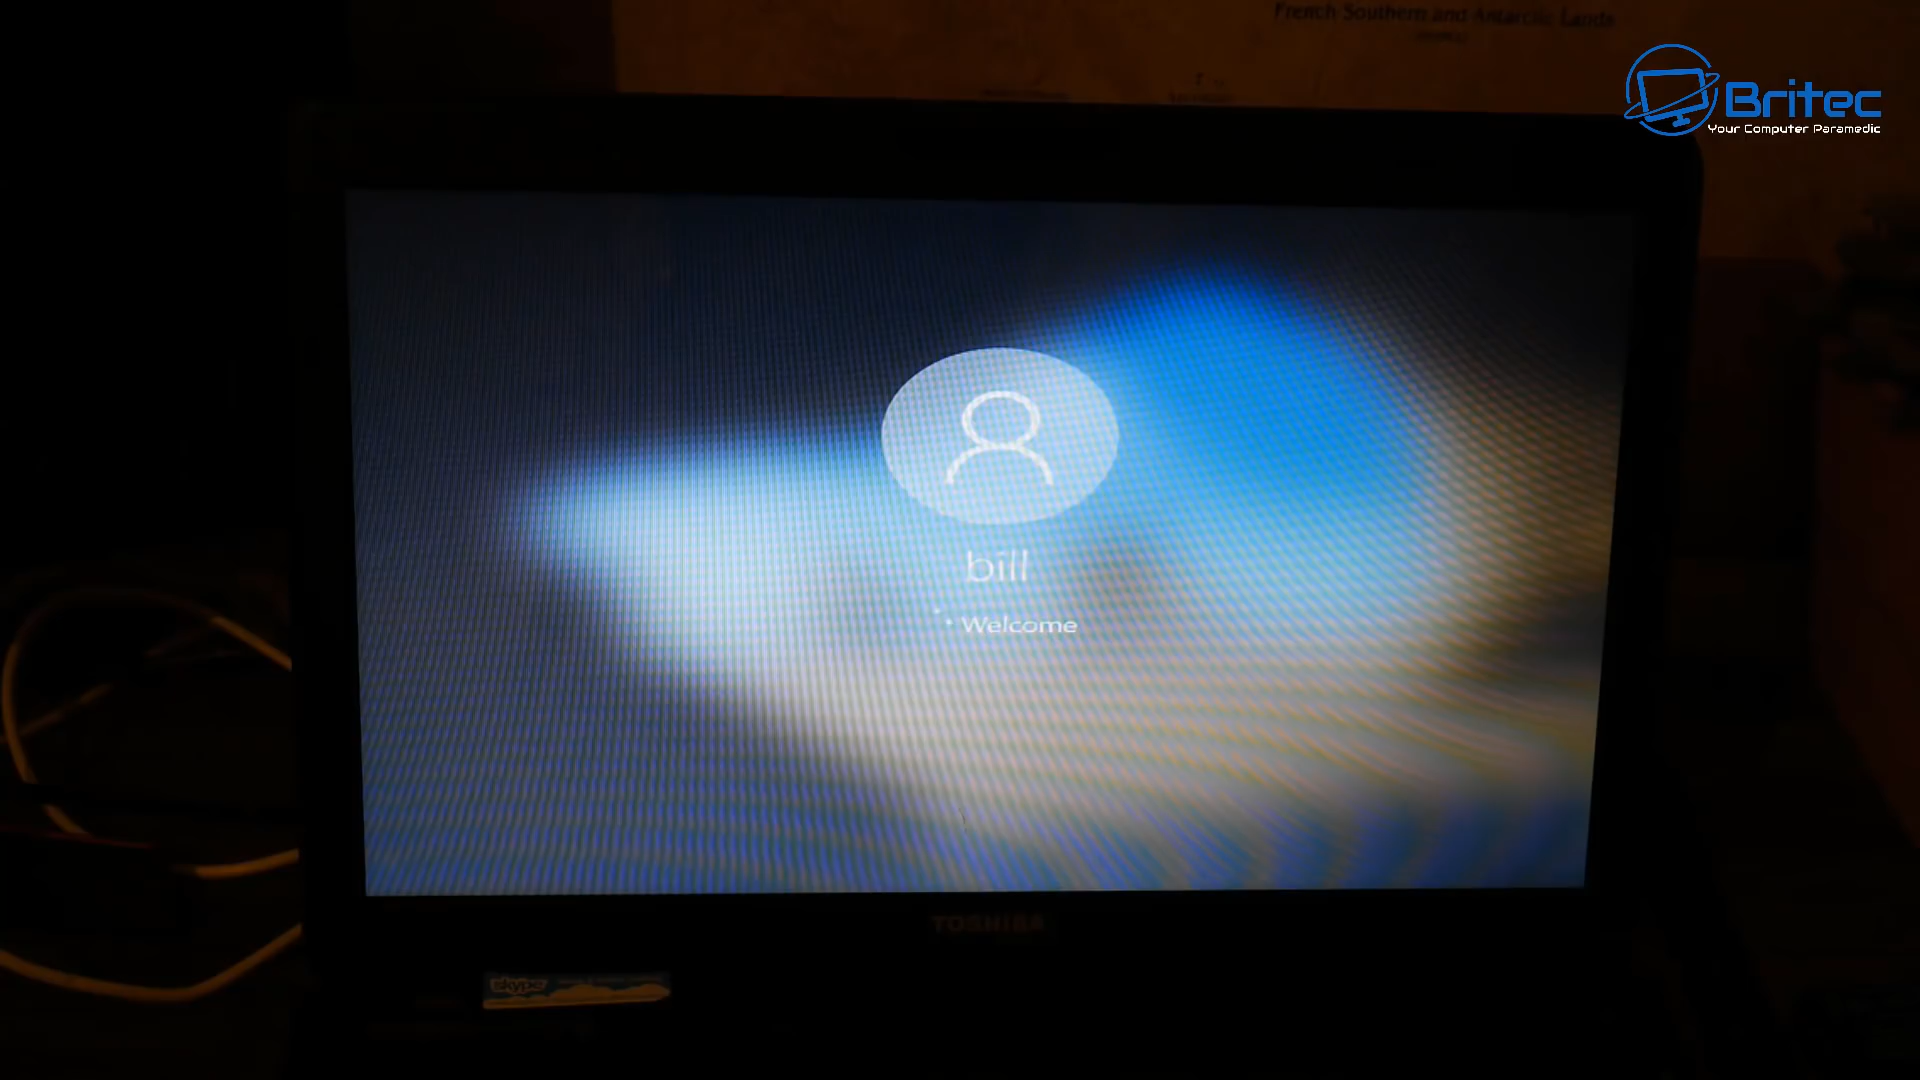 French Southern and Antarctic Lands
Britec
Your Computer Paramedic
bill
Welcome
TOSHIBA
skype